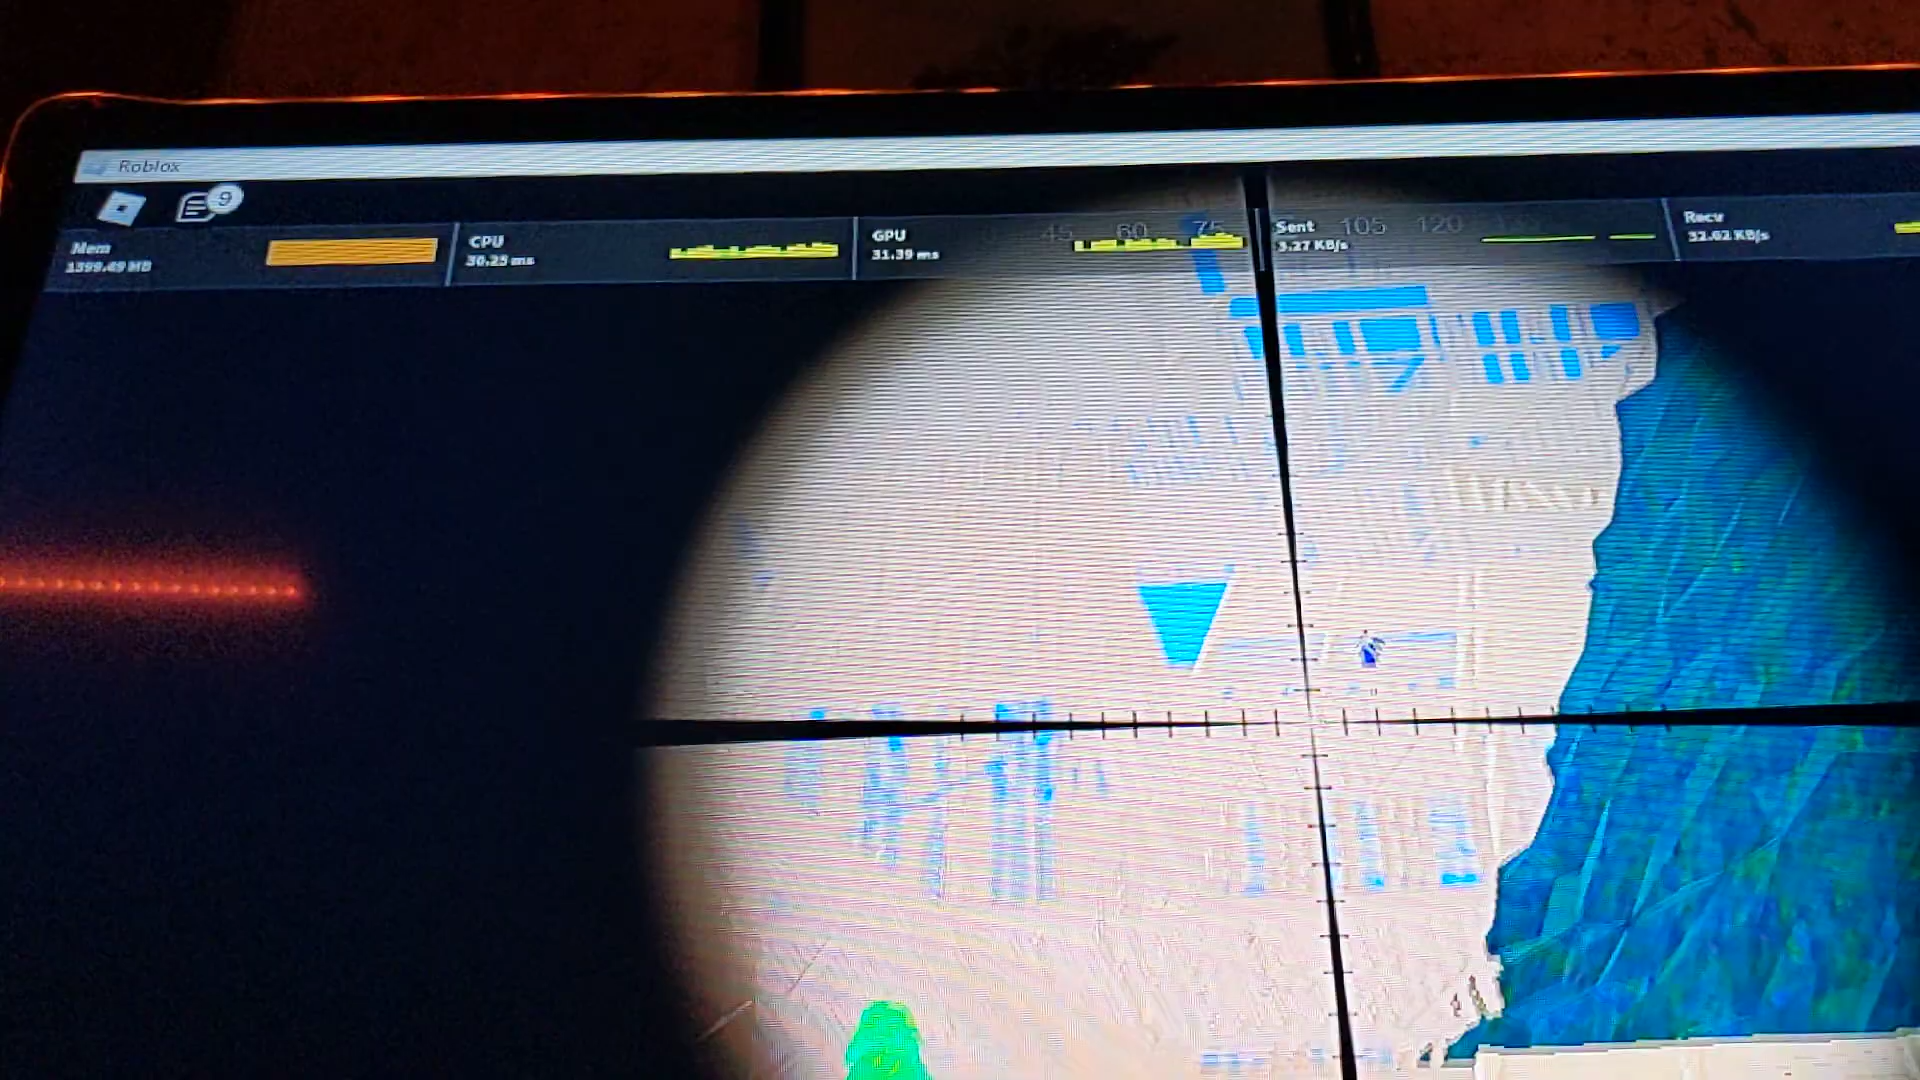 Roblox
9
Mem
1399.49 MB
CPU
30.25 ms
GPU
31.39 ms
45 60 75 105 120
Sent
3.27 KB/s
Recv
32.02 KB/s